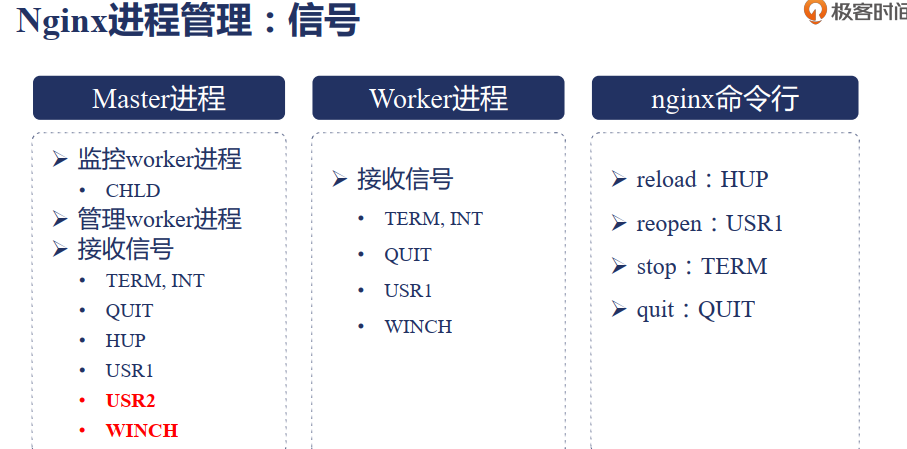 Nginx进程管理：信号
极客时间
Master进程
监控worker进程
CHLD
管理worker进程
接收信号
TERM, INT
QUIT
HUP
USR1
USR2
WINCH
Worker进程
接收信号
TERM, INT
QUIT
USR1
WINCH
nginx命令行
reload：HUP
reopen：USR1
stop：TERM
quit：QUIT